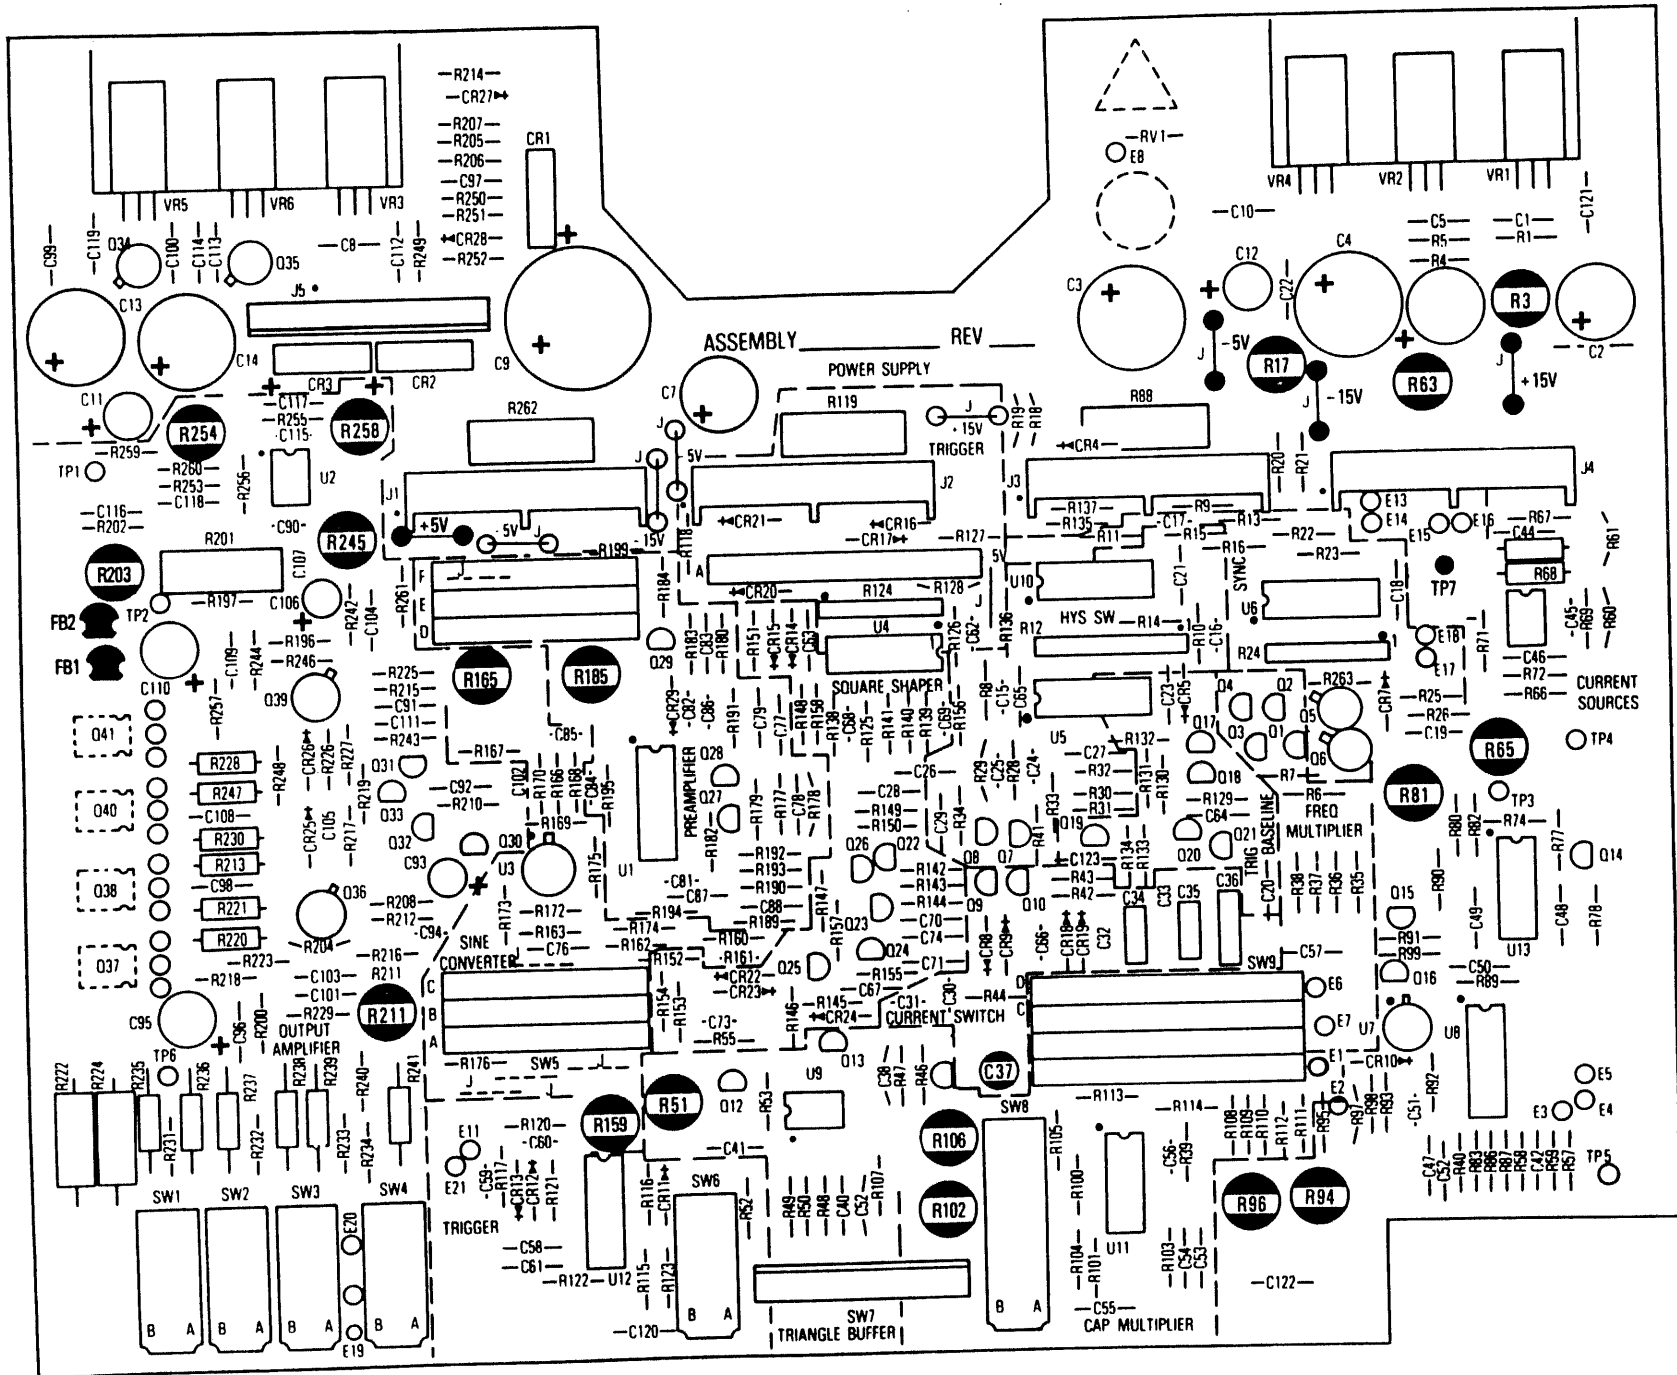 R214
CR27
R207
R205
R206
C97
R250
R251
CR28
R252
CR1
RV1
E8
C10
VR5
VR6
VR3
VR4
VR2
VR1
C121
C99
C119
Q34
C100
C114
C113
Q35
C8
C112
R249
C5
R5
R4
C1
R1
C13
J5
C9
C14
CR3
CR2
C3
C12
C22
C4
R3
C2
ASSEMBLY REV
POWER SUPPLY
J -5V
R17
J -15V
R63
J +15V
C11
R254
C117
R255
C115
R258
R262
C7
R119
J
+15V
TRIGGER
R19
R18
R88
CR4
R259
TP1
R260
R253
C118
R256
U2
J
-5V
J
R20
R21
C116
R202
C90
J1
J2
J3
J4
+5V
J
-5V
J
-15V
CR21
CR16
CR17
R127
R137
R135
R9
R11
C17
R15
R13
R16
E13
E14
E15
E16
R67
C44
R61
R22
R23
R68
R203
R201
R245
C107
R199
R118
A
5V
U10
C21
SYNC
U6
C18
TP7
FB2
TP2
R197
C106
R242
C104
R261
F
E
D
R184
CR20
R124
R128
J
HYS SW
R14
R10
C16
C45
R69
R60
FB1
R196
R246
C109
R244
C110
Q39
R257
R225
R215
C91
C111
R243
R165
R185
Q29
R183
C83
R180
R151
CR15
CR14
C63
U4
R126
C62
R136
R12
R24
E18
E17
R71
C46
R72
R66
SQUARE SHAPER
R8
C15
C65
C23
CR5
Q4
Q2
R263
Q5
CR7
R25
R26
C19
CURRENT
SOURCES
Q41
CR29
C82
C86
R191
C79
C77
R148
R158
R138
C68
R125
R141
R140
R139
C69
R156
U5
Q17
Q3
Q1
Q6
R65
TP4
R228
R247
C108
R230
R213
C98
R221
R220
R248
CR26
R226
R227
R219
Q31
R167
C85
C92
R210
C102
R170
R166
R168
C84
R195
PREAMPLIFIER
Q28
Q27
R182
R179
R177
C78
R178
C26
C28
R149
R150
R29
C25
R28
C24
C27
R32
R132
R131
R130
R30
R31
R33
Q18
R129
C64
R7
R6
FREQ
MULTIPLIER
R81
TP3
R74
R80
R82
R77
Q14
Q40
CR25
C105
R217
Q33
Q32
Q30
R169
C93
U3
R175
U1
R192
R193
R190
C81
C87
C88
R189
R194
R147
Q26
Q22
C29
R34
R142
R143
R144
Q8
Q7
R41
Q19
C123
R43
R42
R134
R133
Q20
Q21
TRIG
BASELINE
Q38
Q36
R204
R208
R212
C94
R173
R172
R163
C76
R174
R162
R160
R161
R157
Q23
C70
C74
C71
Q9
Q10
CR8
CR9
C66
CR18
CR19
C32
C34
C33
C35
C36
C20
R38
R37
R36
R35
Q15
R90
C49
C48
R78
U13
Q37
R218
R223
C103
C101
R229
R216
R211
SINE
CONVERTER
R152
CR22
CR23
Q25
Q24
R155
C67
R145
CR24
C31
C30
CURRENT SWITCH
R44
C57
SW9
R91
R99
Q16
C50
R89
C95
C96
R200
OUTPUT
AMPLIFIER
R211
C
B
A
R154
R153
C73
R55
R146
D
C
E6
E7
E1
U7
U8
R222
R224
R235
TP6
R236
R237
R238
R239
R240
R241
R176
SW5
J
J
R51
Q12
R53
Q13
U9
C38
R47
R46
C37
SW8
R113
R114
E2
CR10
R92
C51
E5
E4
E3
R231
R232
R233
R234
E11
E21
R120
C60
R159
C41
R106
R105
R108
R109
R110
R112
R111
R95
R97
R98
R93
SW1
SW2
SW3
SW4
E20
C59
R117
CR13
CR12
R121
R116
CR11
SW6
R52
R49
R50
R48
C40
C52
R107
R102
R100
C56
R39
R96
R94
C47
C52
R40
R83
R86
R87
R58
C42
R59
R57
TP5
TRIGGER
C58
C61
R122
U12
R115
R123
R104
R101
U11
R103
C54
C53
C122
B A
B A
B A
B A
E19
C120
B A
SW7
TRIANGLE BUFFER
B A
C55
CAP MULTIPLIER